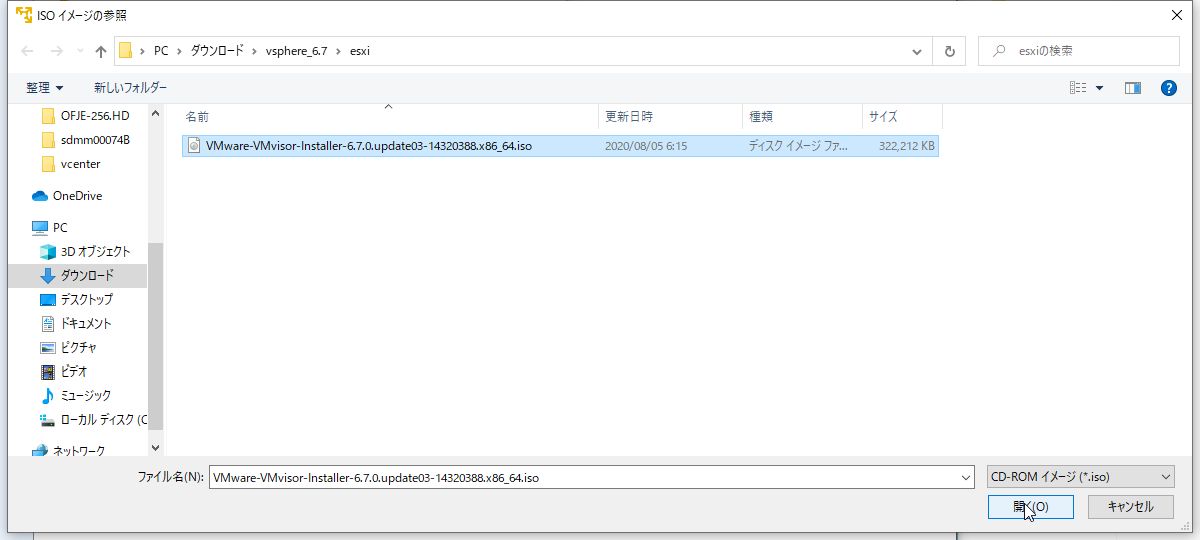 ISO イメージの参照
PC › ダウンロード › vsphere_6.7 › esxi
esxiの検索
整理 新しいフォルダー
OFJE-256.HD
sdmm00074B
vcenter
OneDrive
PC
3D オブジェクト
ダウンロード
デスクトップ
ドキュメント
ピクチャ
ビデオ
ミュージック
ローカル ディスク (C
ネットワーク
名前 更新日時 種類 サイズ
VMware-VMvisor-Installer-6.7.0.update03-14320388.x86_64.iso 2020/08/05 6:15 ディスク イメージ ファ... 322,212 KB
ファイル名(N): VMware-VMvisor-Installer-6.7.0.update03-14320388.x86_64.iso CD-ROM イメージ (*.iso)
開く(O) キャンセル